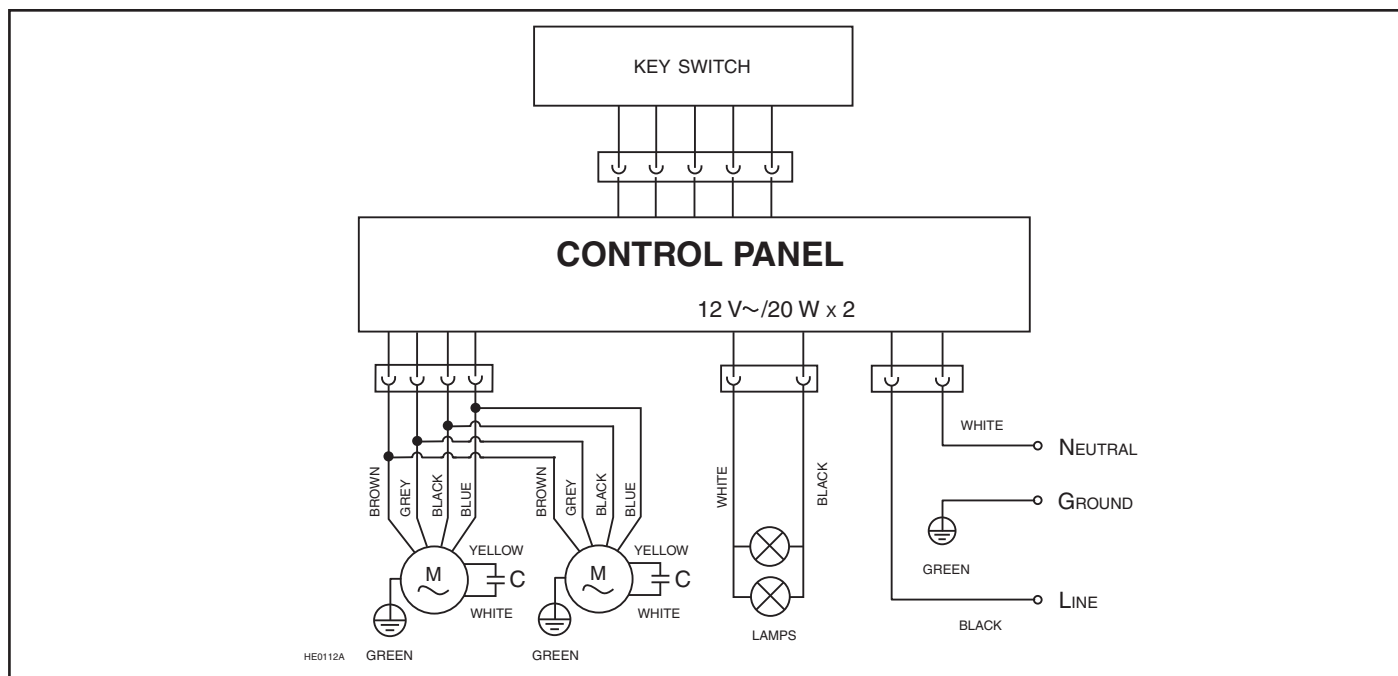 KEY SWITCH
CONTROL PANEL
12 V~/20 W x 2
BROWN
GREY
BLACK
BLUE
BROWN
GREY
BLACK
BLUE
WHITE
BLACK
WHITE
NEUTRAL
GROUND
GREEN
LINE
BLACK
M
YELLOW
C
WHITE
GREEN
M
YELLOW
C
WHITE
GREEN
LAMPS
HE0112A